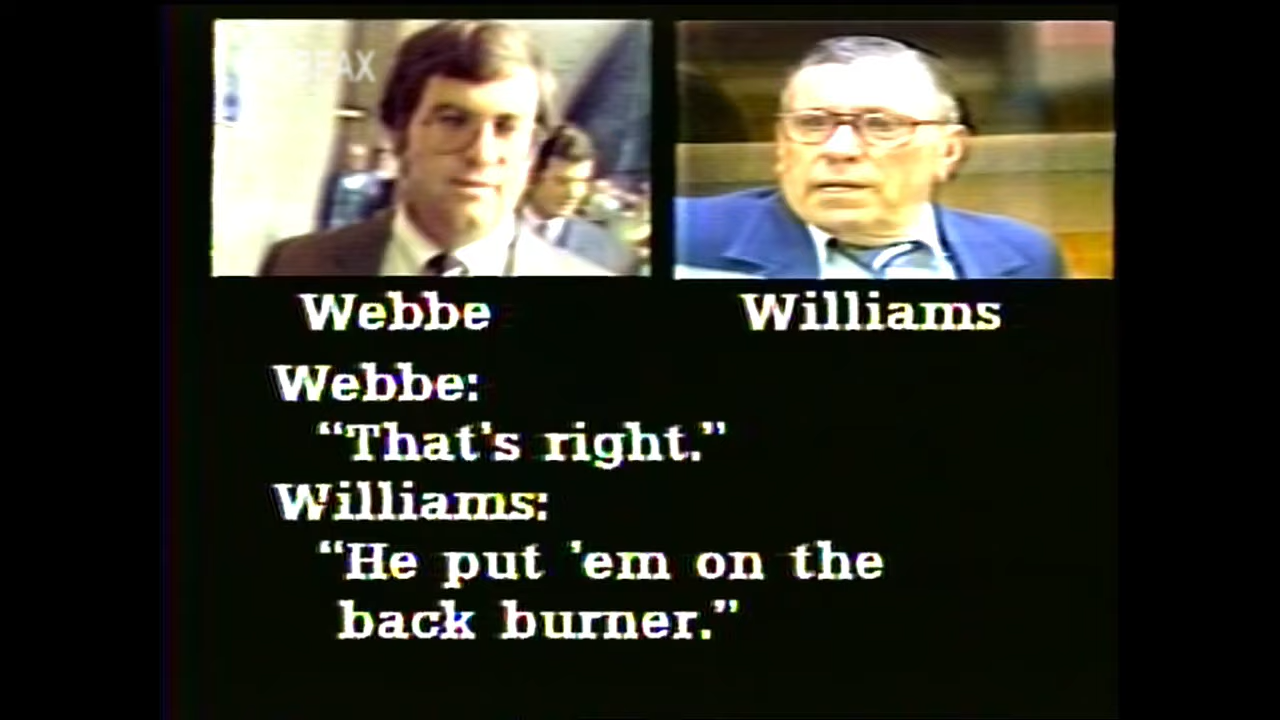 Webbe
Williams
Webbe:
“That's right.”
Williams:
“He put 'em on the
back burner.”